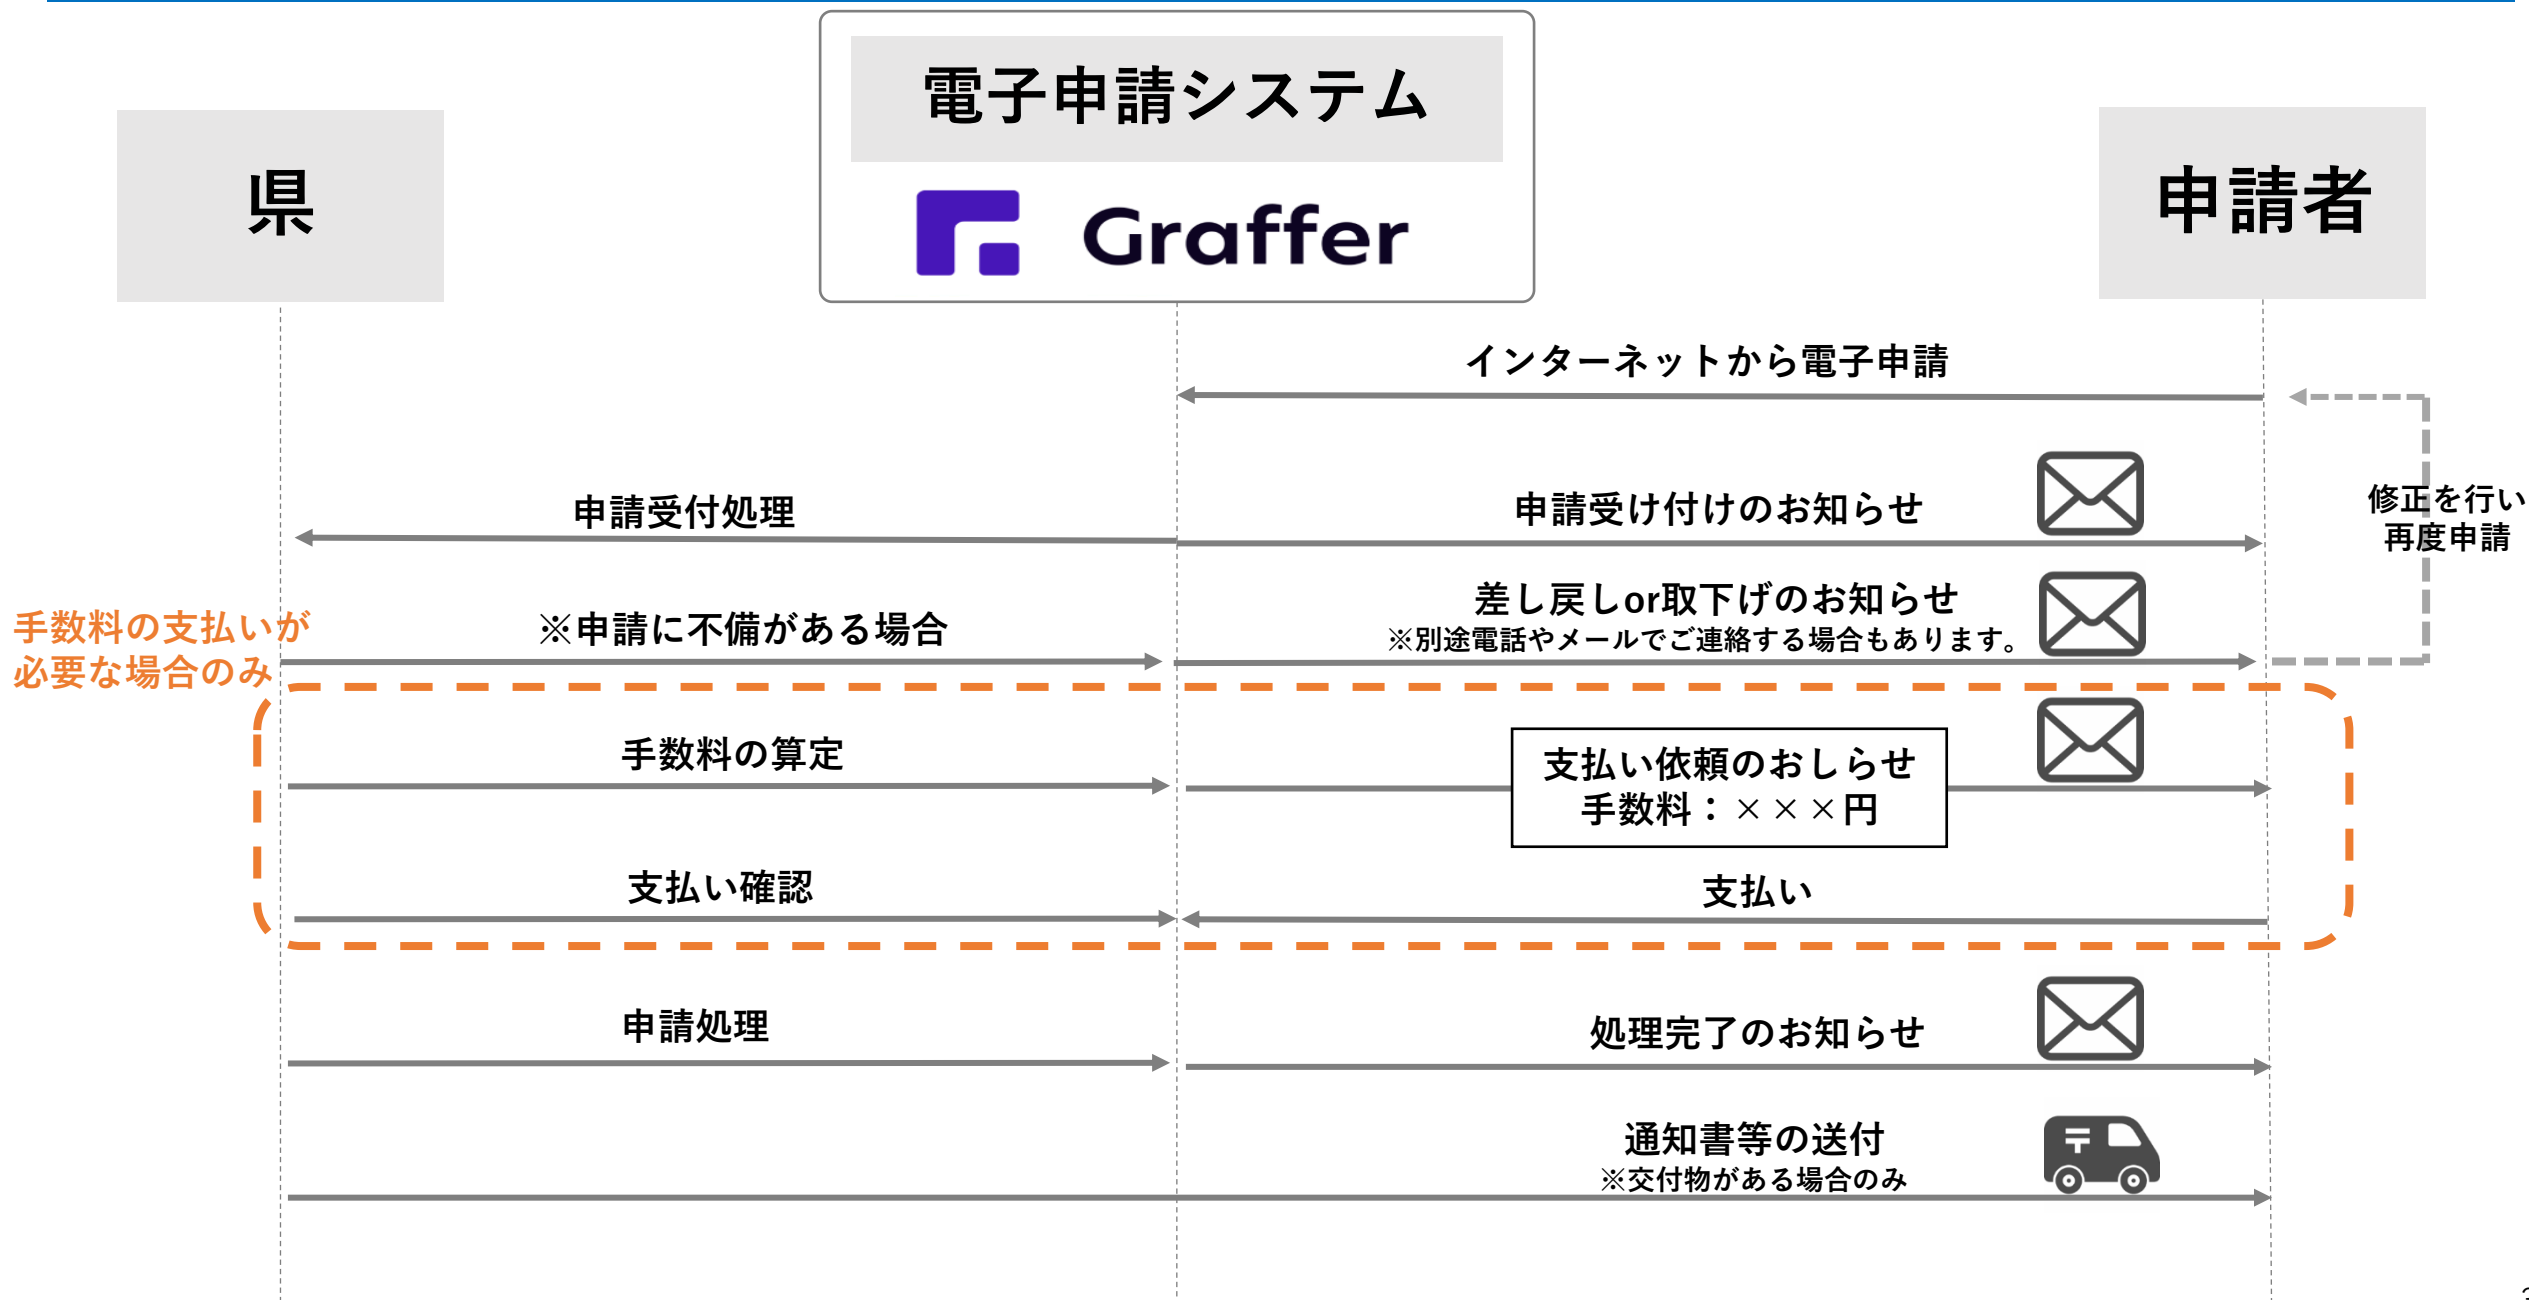 電子申請システム
県
Graffer
申請者
インターネットから電子申請
申請受付処理
申請受け付けのお知らせ
修正を行い
再度申請
手数料の支払いが
必要な場合のみ
※申請に不備がある場合
差し戻しor取下げのお知らせ
※別途電話やメールでご連絡する場合もあります。
手数料の算定
支払い依頼のおしらせ
手数料：×××円
支払い確認
支払い
申請処理
処理完了のお知らせ
通知書等の送付
※交付物がある場合のみ